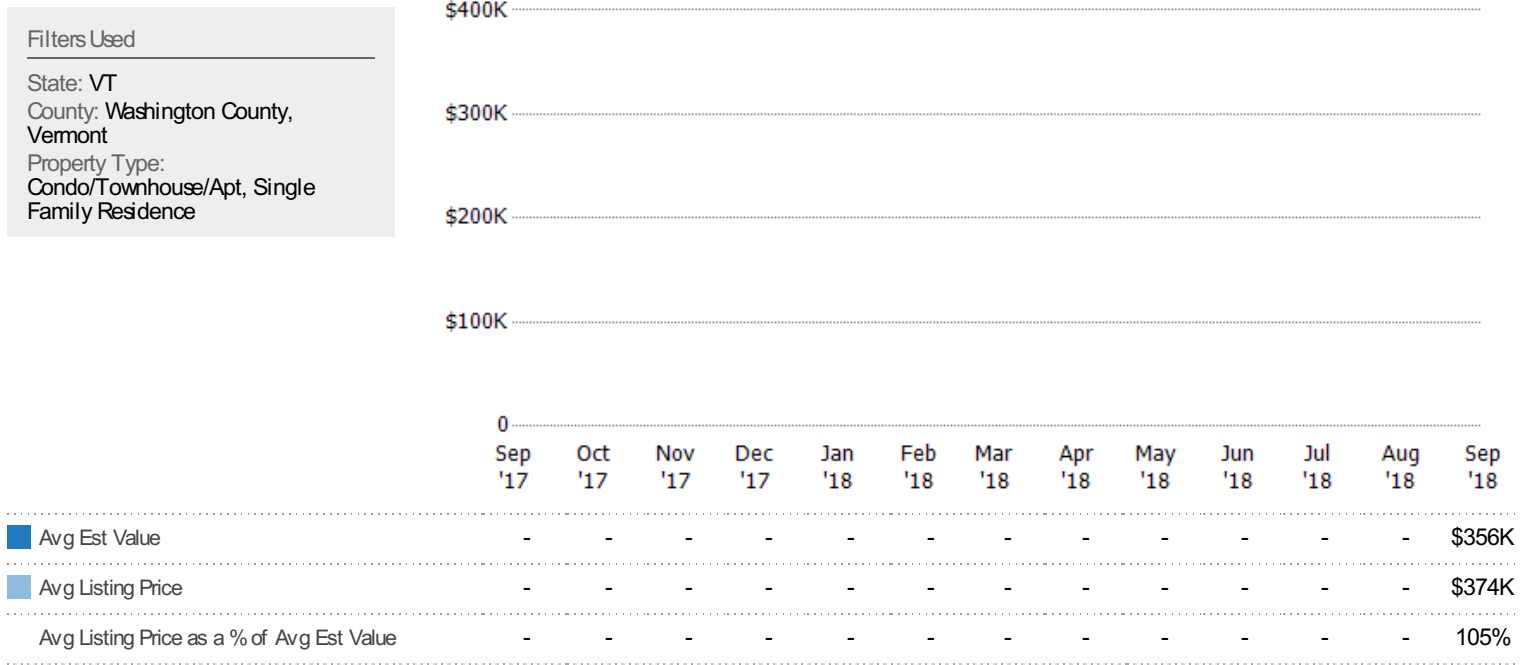 Filters Used
State: VT
County: Washington County,
Vermont
Property Type:
Condo/Townhouse/Apt, Single
Family Residence
$400K
$300K
$200K
$100K
0
Sep Oct Nov Dec Jan Feb Mar Apr May Jun Jul Aug Sep
'17 '17 '17 '17 '18 '18 '18 '18 '18 '18 '18 '18 '18
Avg Est Value - - - - - - - - - - - - $356K
Avg Listing Price - - - - - - - - - - - - $374K
Avg Listing Price as a % of Avg Est Value - - - - - - - - - - - - 105%